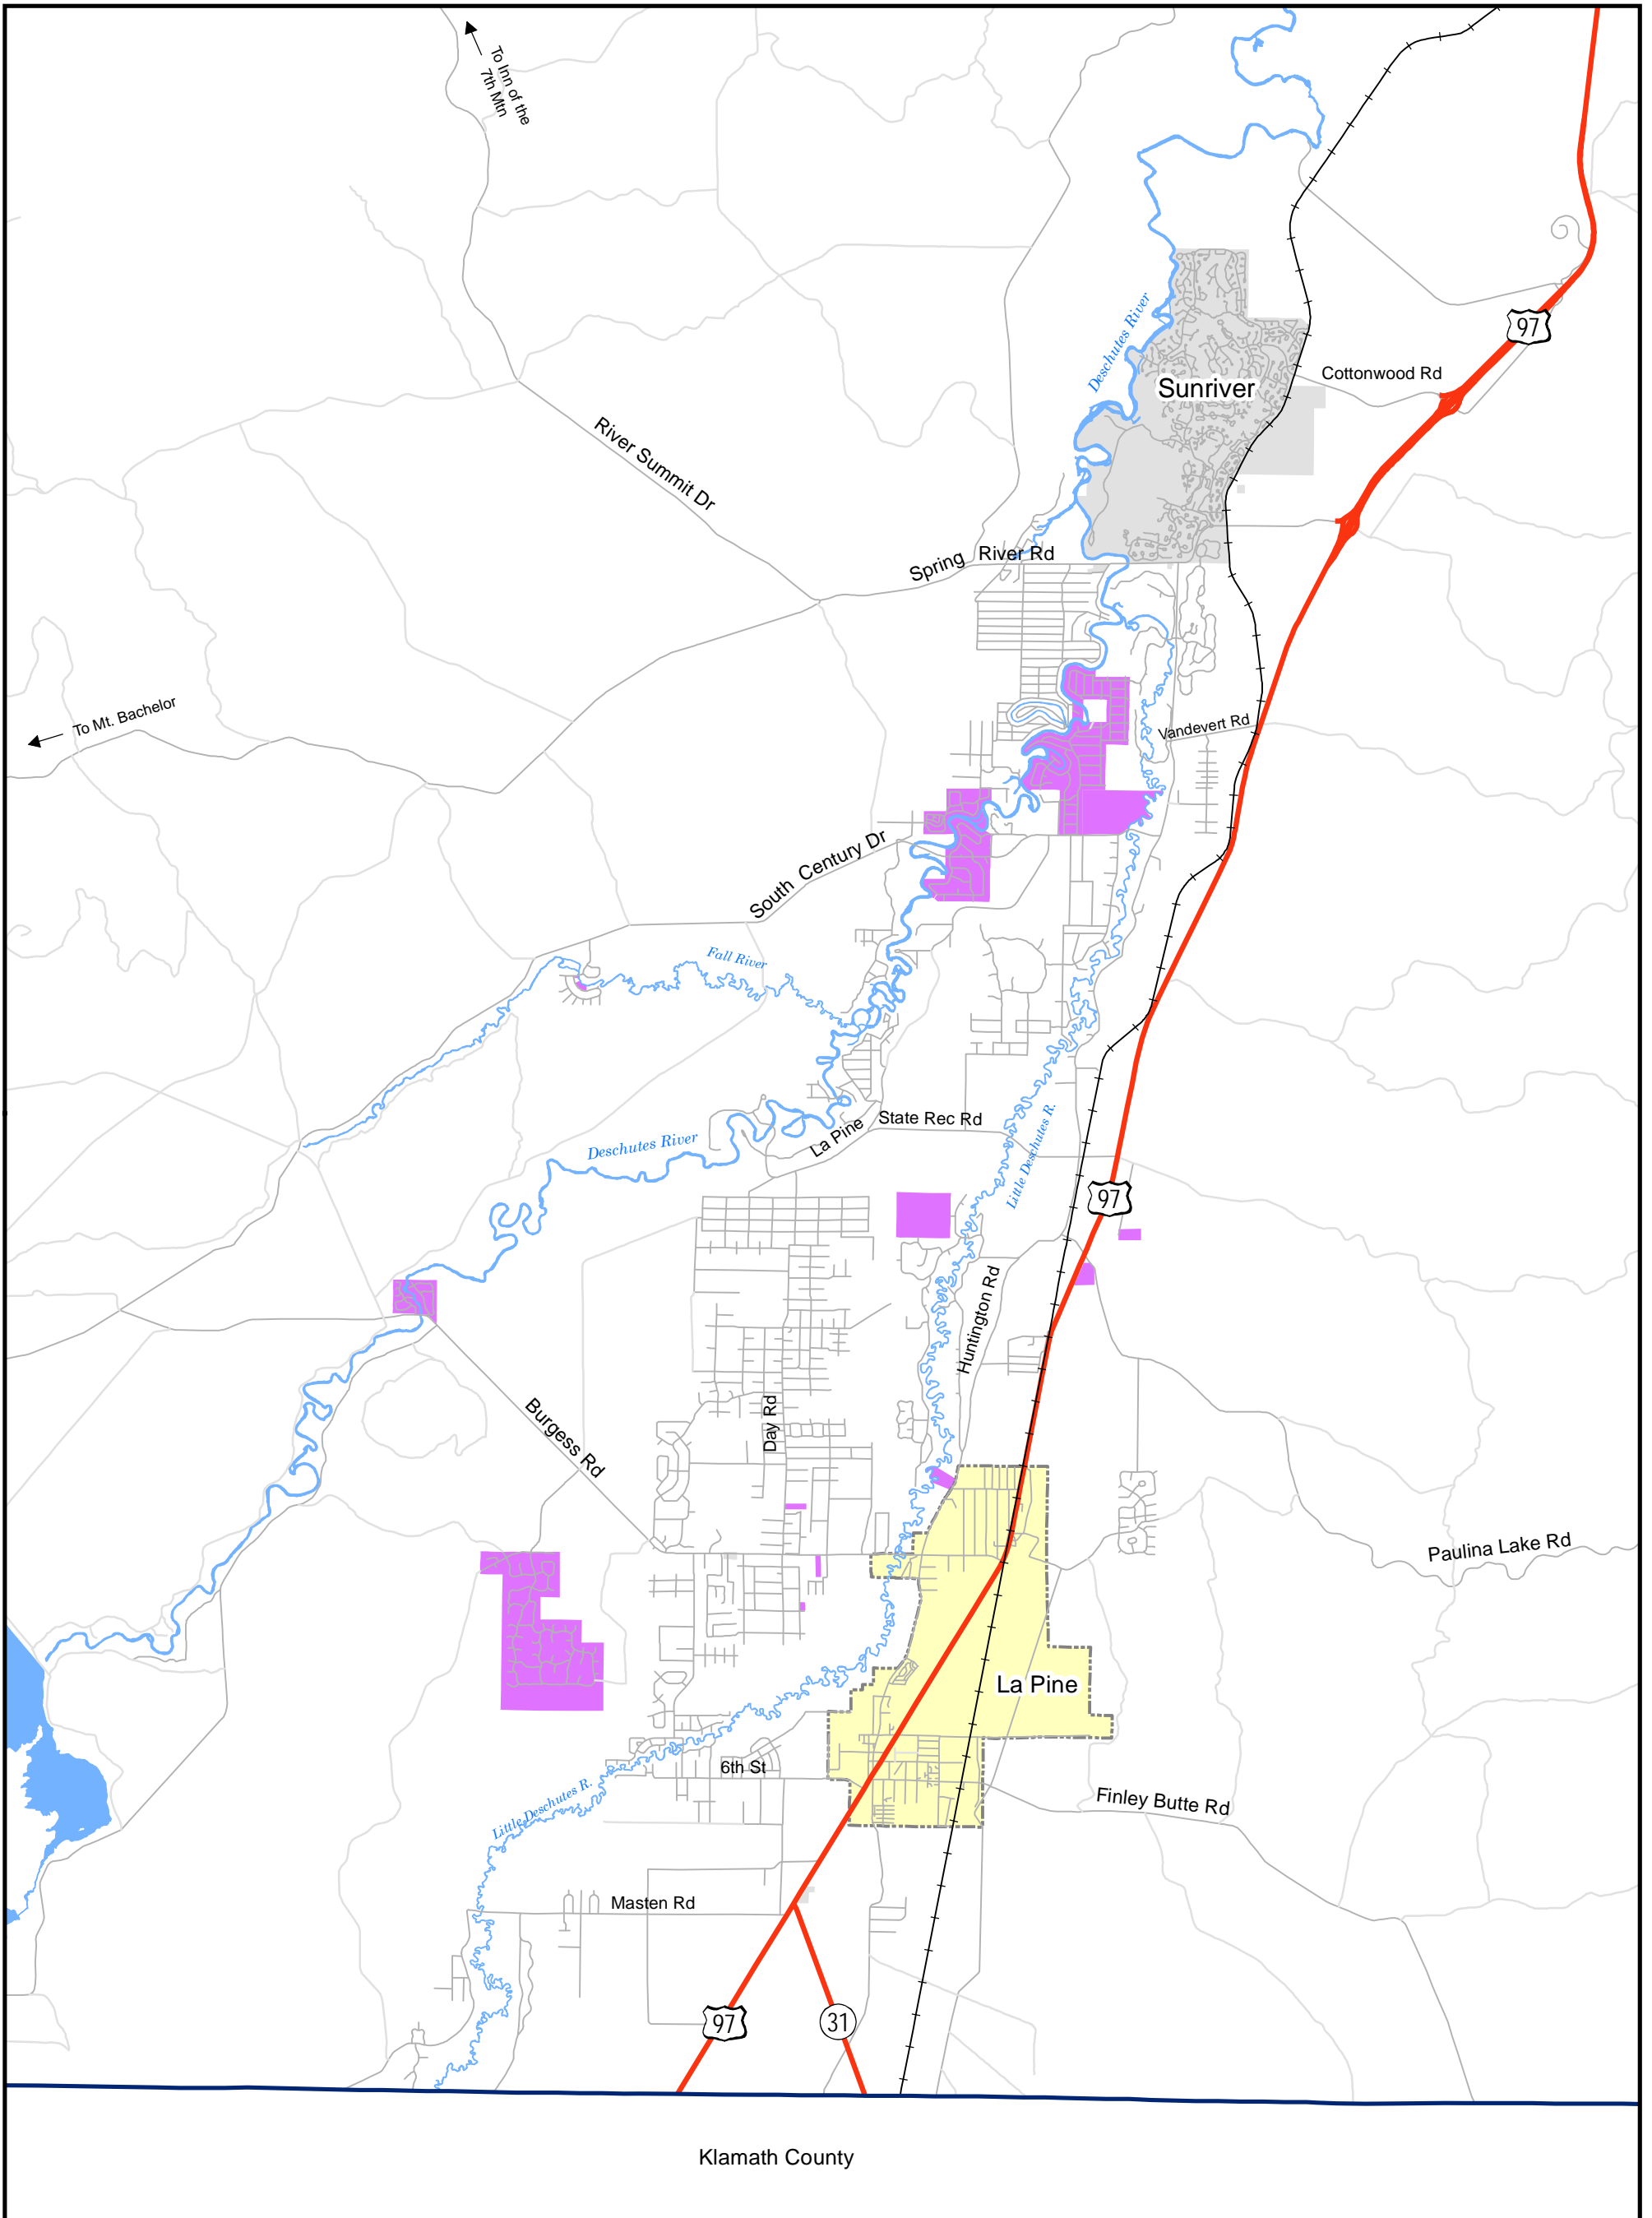 To Inn of the
7th Mtn
Deschutes River
97
Cottonwood Rd
Sunriver
River Summit Dr
Spring River Rd
To Mt. Bachelor
Vandevert Rd
South Century Dr
Fall River
La Pine State Rec Rd
Deschutes River
Little Deschutes R.
97
Huntington Rd
Day Rd
Burgess Rd
Paulina Lake Rd
La Pine
6th St
Little Deschutes R.
Finley Butte Rd
Masten Rd
97
31
Klamath County